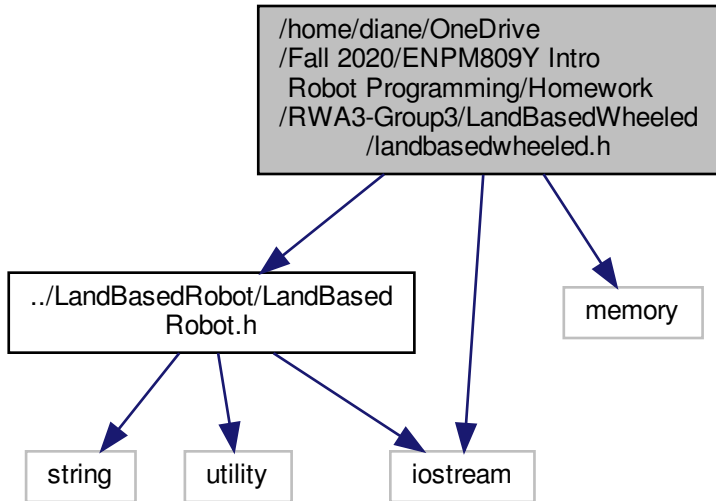 /home/diane/OneDrive
/Fall 2020/ENPM809Y Intro
Robot Programming/Homework
/RWA3-Group3/LandBasedWheeled
/landbasedwheeled.h
../LandBasedRobot/LandBased
Robot.h
memory
string
utility
iostream